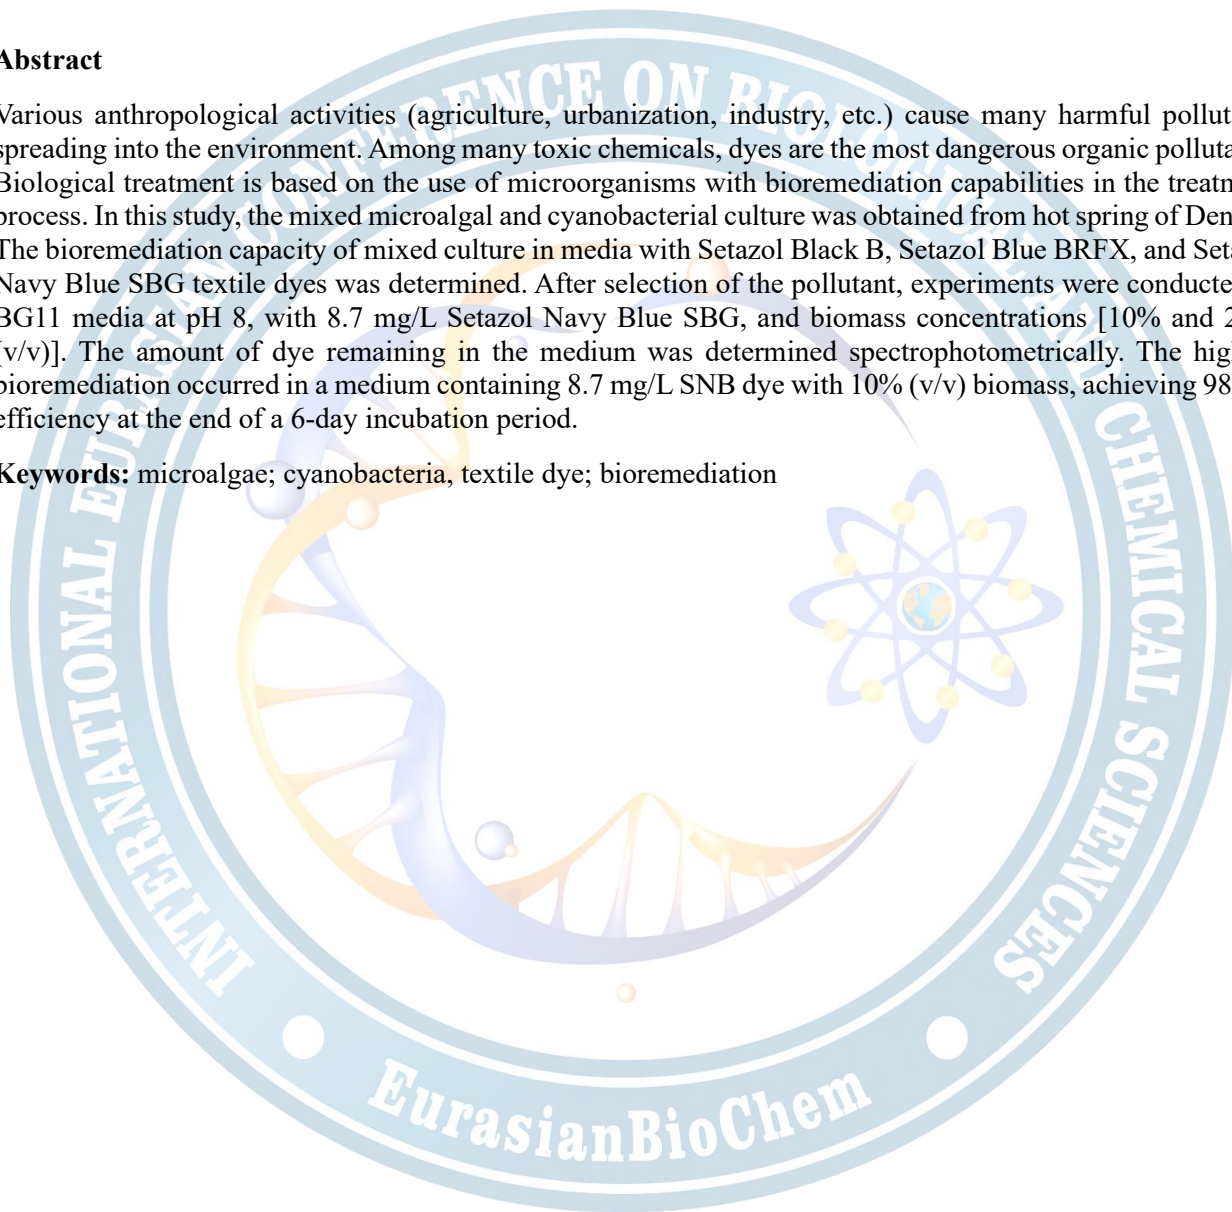 Abstract
Various anthropological activities (agriculture, urbanization, industry, etc.) cause many harmful pollut
spreading into the environment. Among many toxic chemicals, dyes are the most dangerous organic polluta
Biological treatment is based on the use of microorganisms with bioremediation capabilities in the treatm
process. In this study, the mixed microalgal and cyanobacterial culture was obtained from hot spring of Den
The bioremediation capacity of mixed culture in media with Setazol Black B, Setazol Blue BRFX, and Seta
Navy Blue SBG textile dyes was determined. After selection of the pollutant, experiments were conducte
BG11 media at pH 8, with 8.7 mg/L Setazol Navy Blue SBG, and biomass concentrations [10% and 2
(v/v)]. The amount of dye remaining in the medium was determined spectrophotometrically. The high
bioremediation occurred in a medium containing 8.7 mg/L SNB dye with 10% (v/v) biomass, achieving 98
efficiency at the end of a 6-day incubation period.
Keywords: microalgae; cyanobacteria, textile dye; bioremediation
INTERNATIONAL EURASIAN CONFERENCE ON BIOLOGICAL AND CHEMICAL SCIENCES
EurasianBioChem